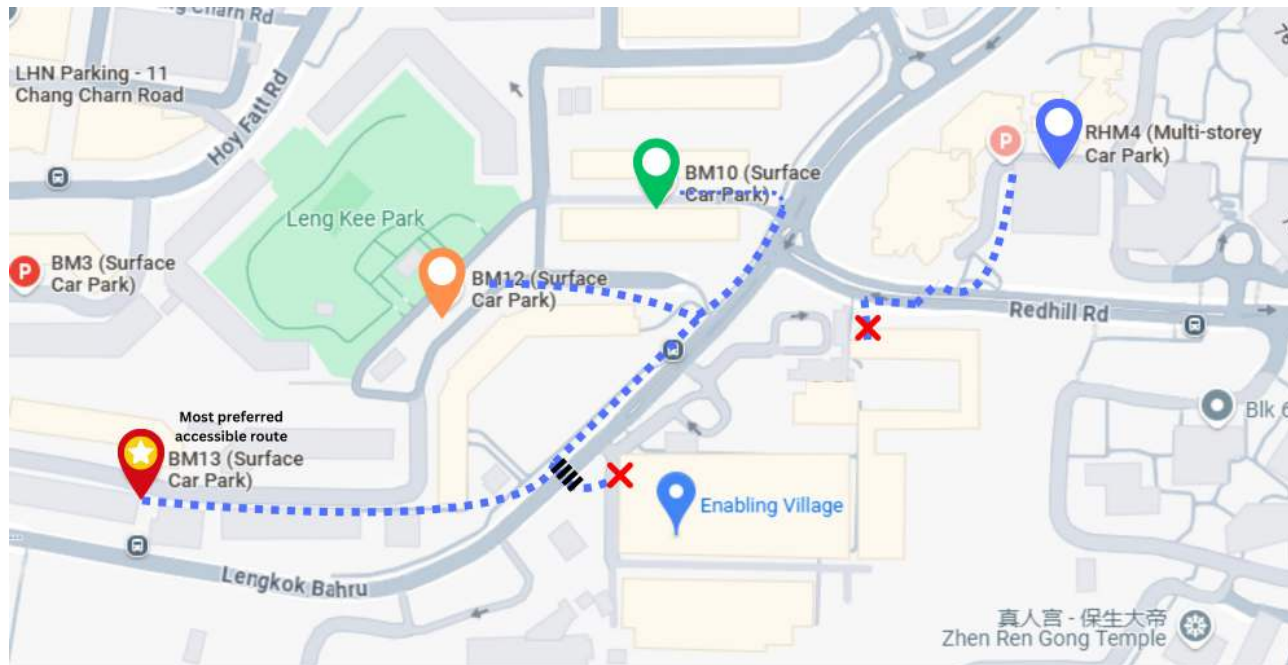 Chang Charn Rd
LHN Parking - 11
Chang Charn Road
Hoy Fatt Rd
Leng Kee Park
BM10 (Surface
Car Park)
P
RHM4 (Multi-storey
Car Park)
P
BM3 (Surface
Car Park)
BM12 (Surface
Car Park)
Redhill Rd
Most preferred
accessible route
BM13 (Surface
Car Park)
Blk 6
Enabling Village
Lengkok Bahru
真人宫 - 保生大帝
Zhen Ren Gong Temple